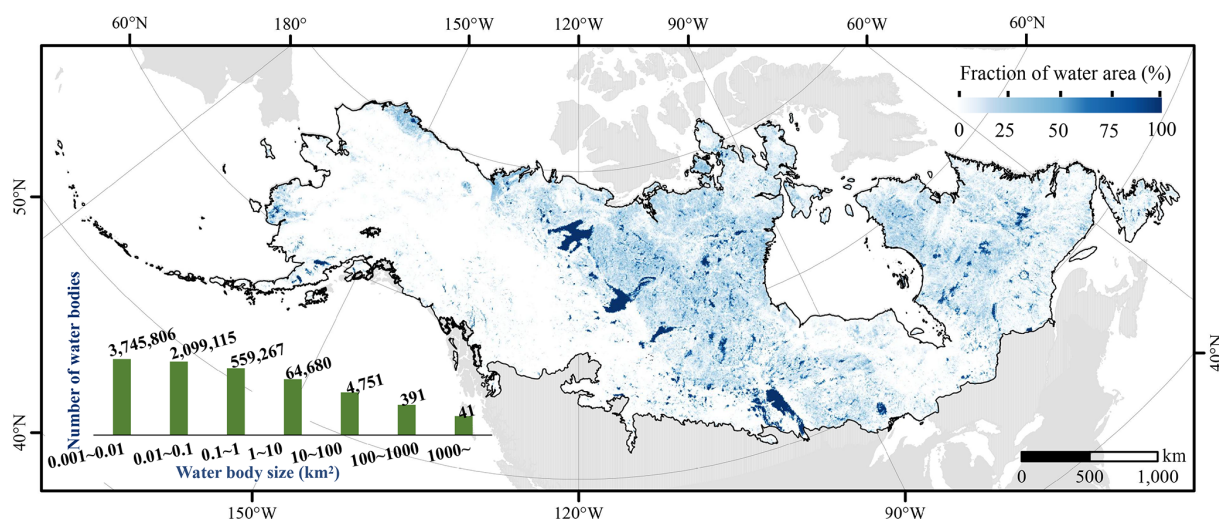 60°N 180° 150°W 120°W 90°W 60°W 60°N
Fraction of water area (%)
0 25 50 75 100
50°N
40°N
40°N
Number of water bodies
3,745,806 2,099,115 559,267 64,680 4,751 391 41
0.001~0.01 0.01~0.1 0.1~1 1~10 10~100 100~1000 1000~
Water body size (km²)
km
0 500 1,000
150°W 120°W 90°W